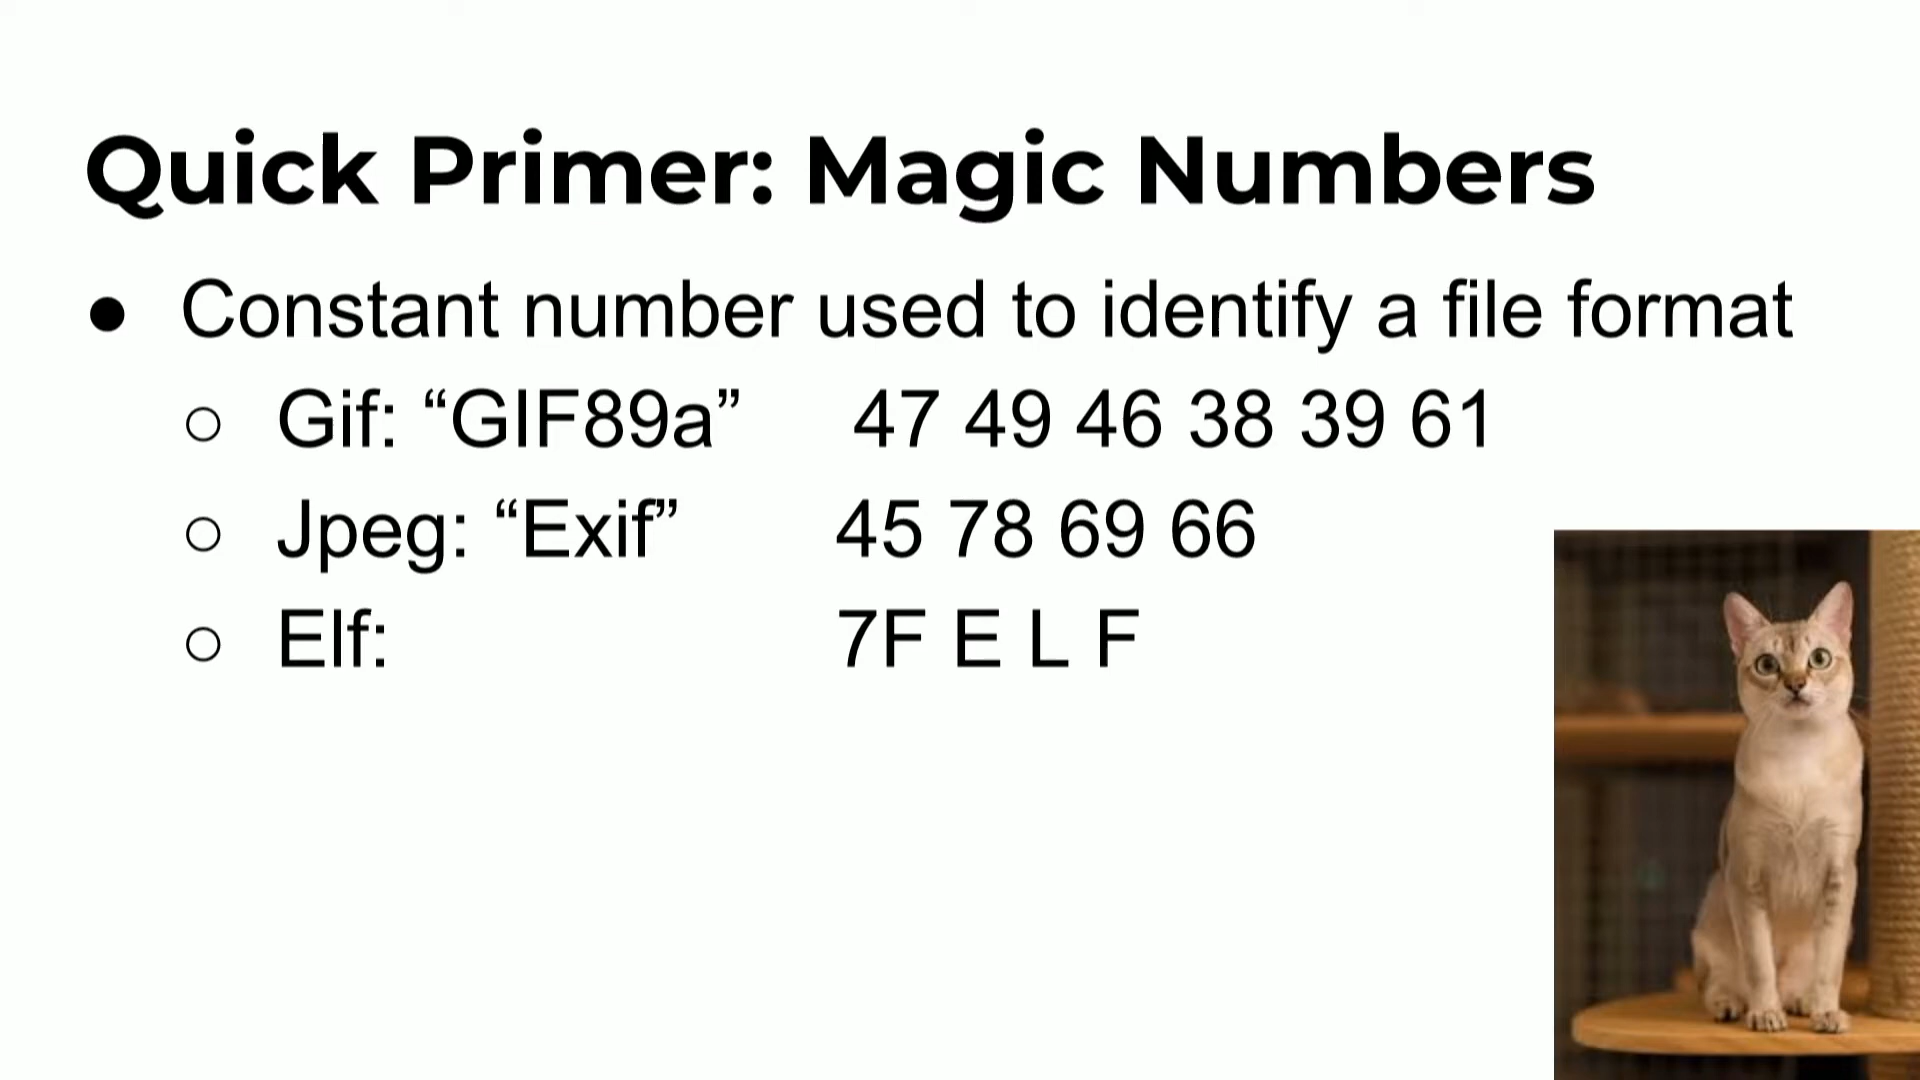 Quick Primer: Magic Numbers
● Constant number used to identify a file format
○ Gif: “GIF89a” 47 49 46 38 39 61
○ Jpeg: “Exif” 45 78 69 66
○ Elf: 7F E L F